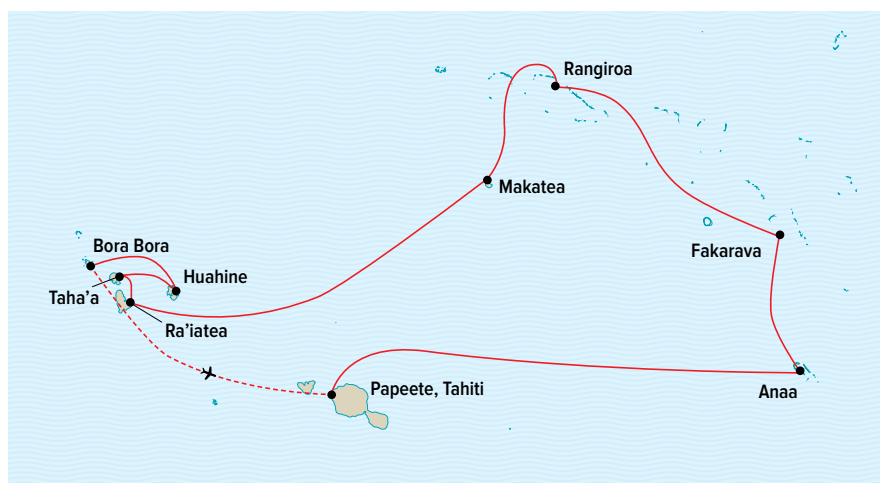 Rangiroa
Makatea
Fakarava
Bora Bora
Huahine
Taha’a
Ra’iatea
Papeete, Tahiti
Anaa